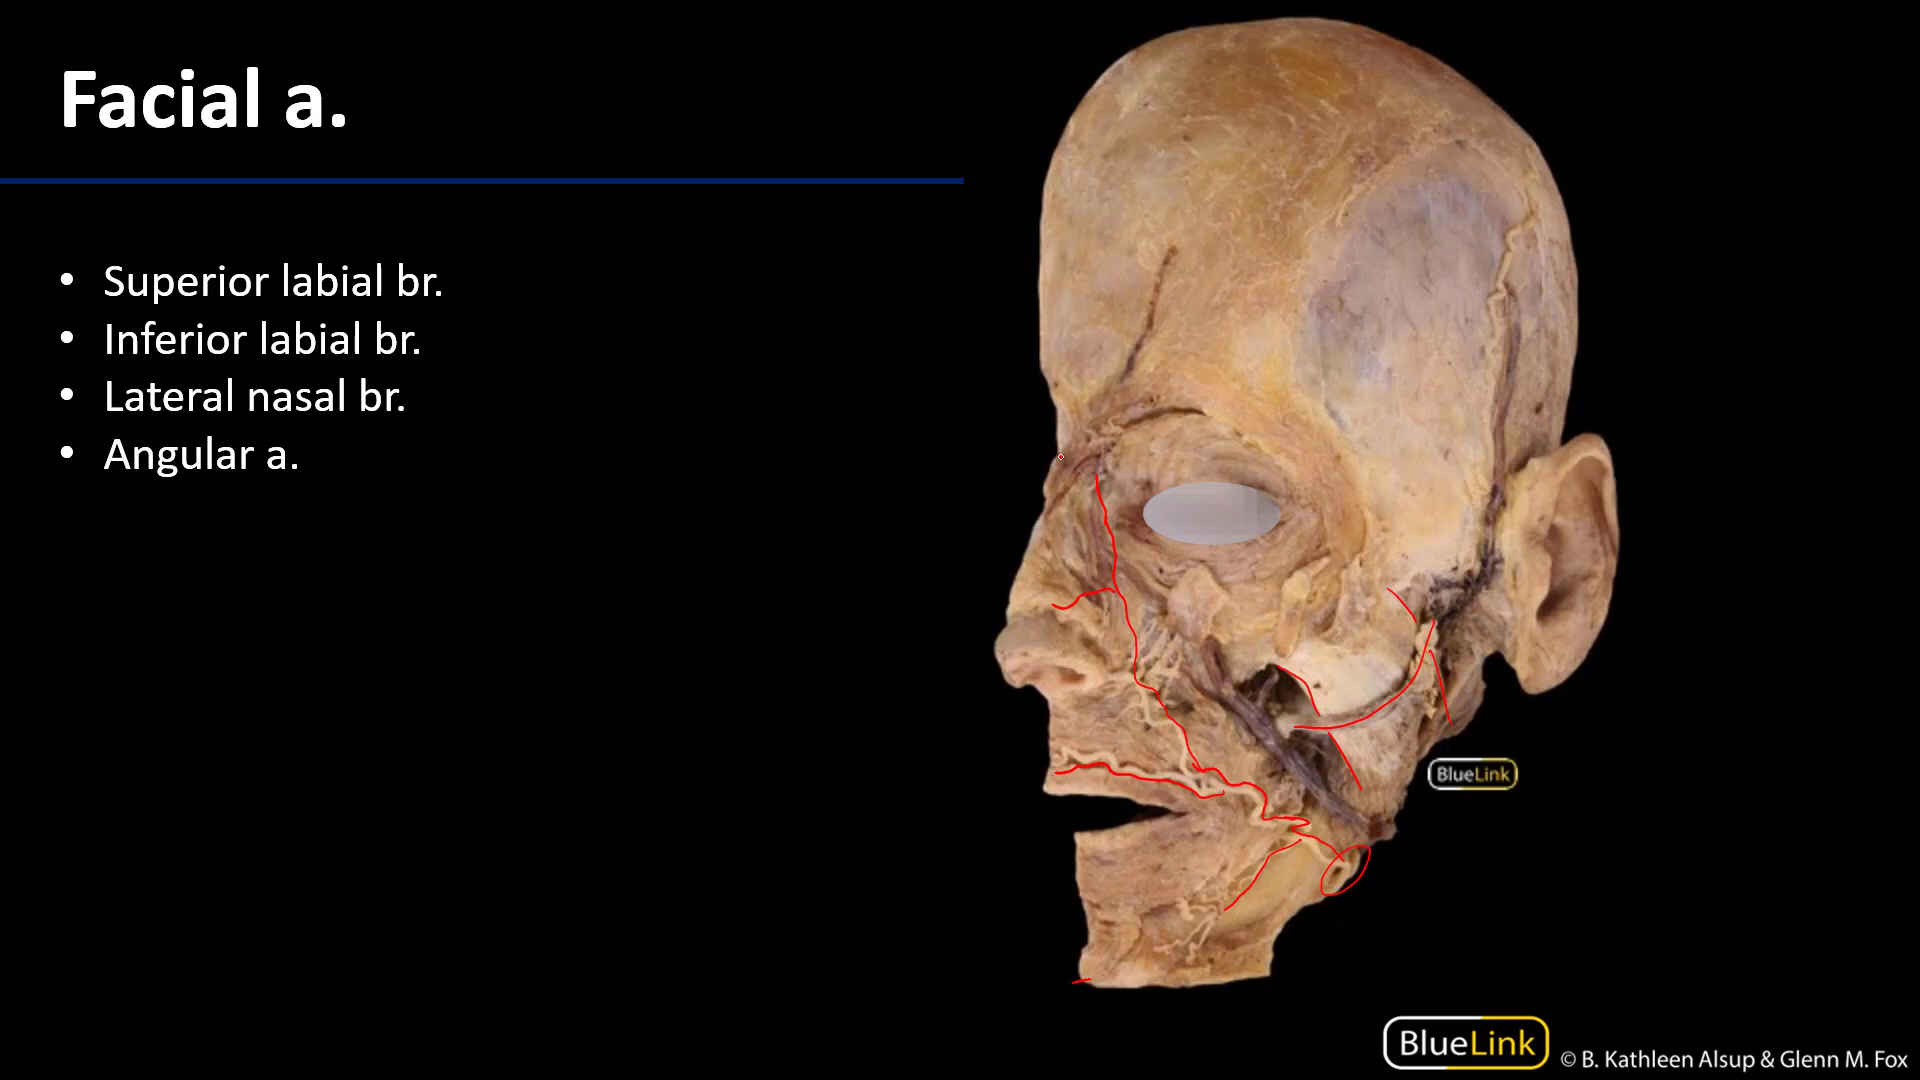 Facial a.
• Superior labial br.
• Inferior labial br.
• Lateral nasal br.
• Angular a.
BlueLink
BlueLink © B. Kathleen Alsup & Glenn M. Fox